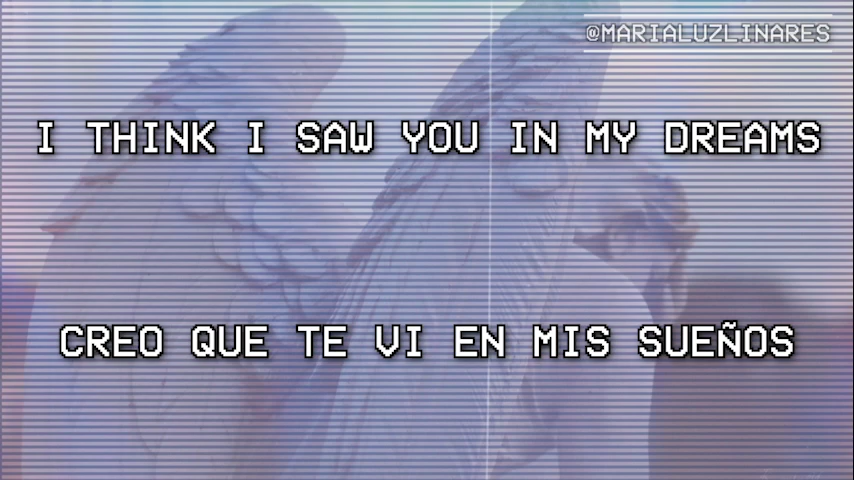 @MARIALUZLINARES
I THINK I SAW YOU IN MY DREAMS
CREO QUE TE VI EN MIS SUEÑOS